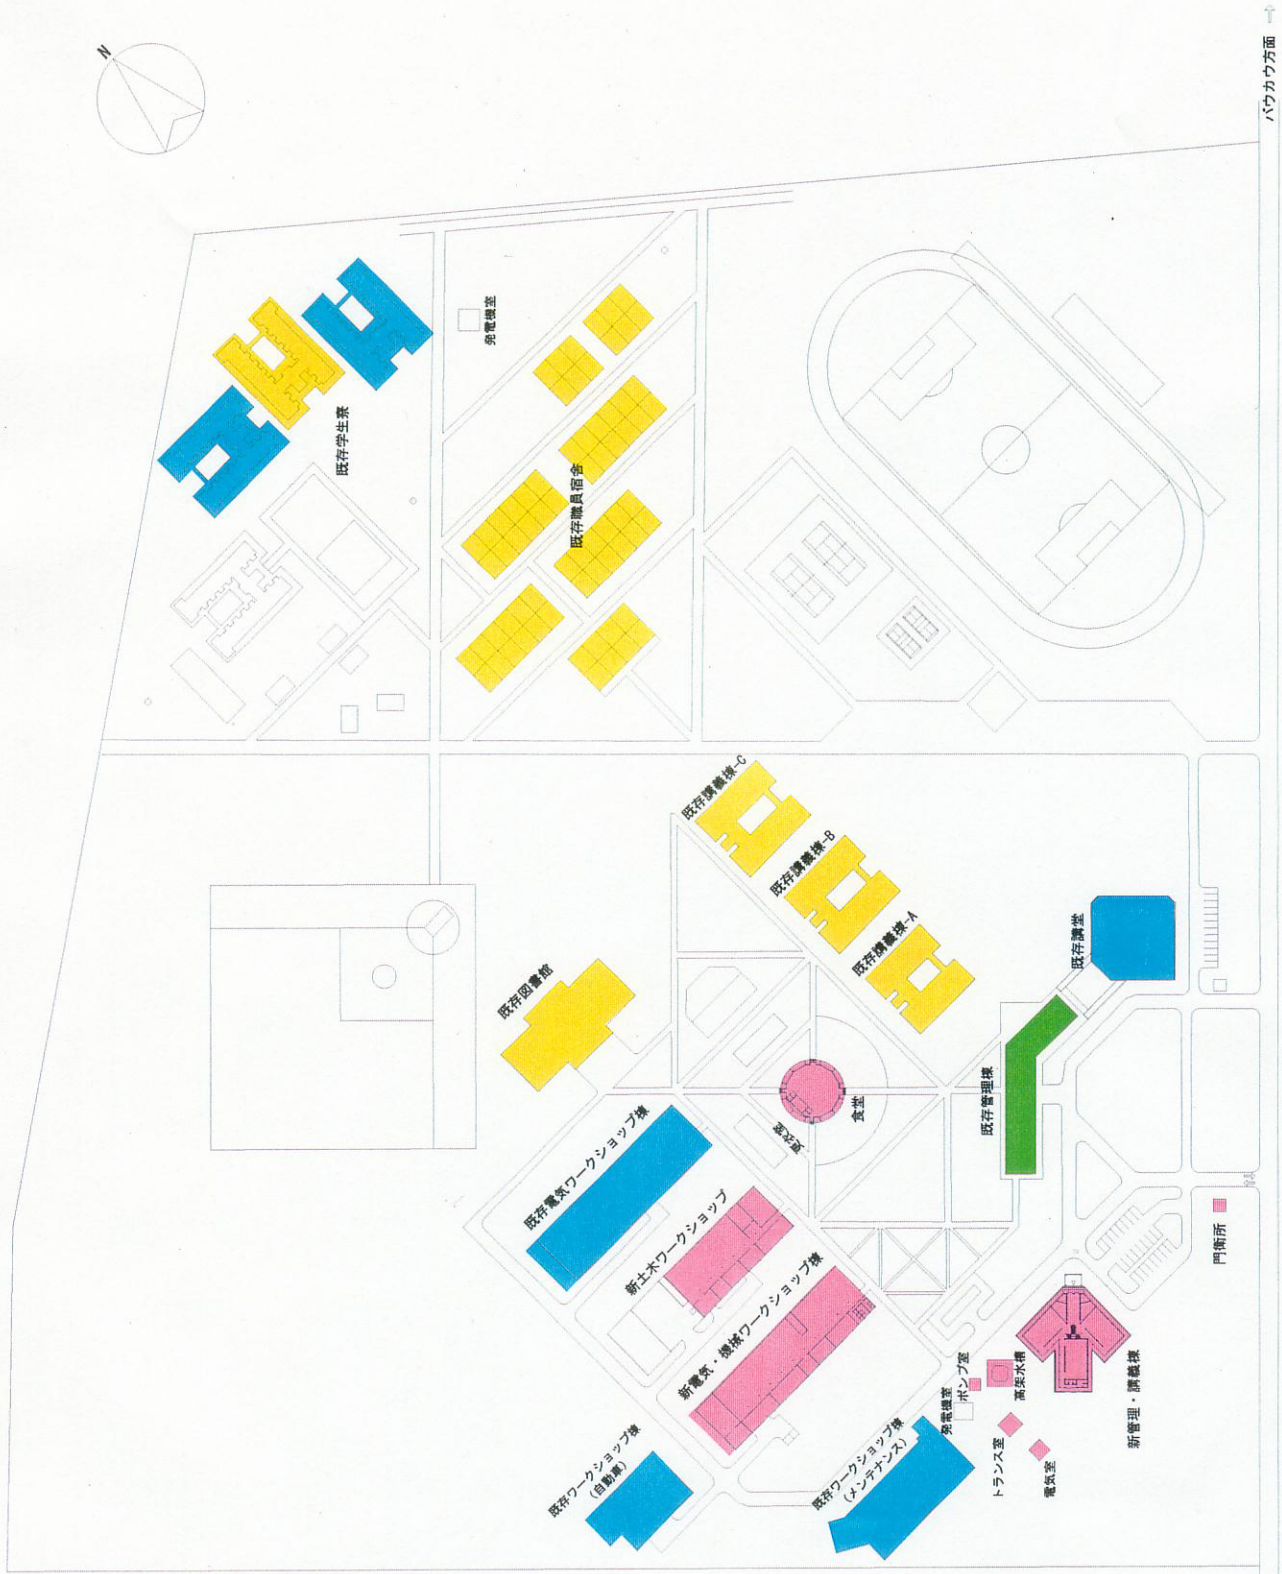 N
バウカウ方面
既存学生寮
発電機室
既存職員宿舎
既存講義棟-C
既存講義棟-B
既存講義棟-A
既存講堂
既存図書館
既存管理棟
食堂
更衣室
既存電気ワークショップ棟
新土木ワークショップ
新電気・機械ワークショップ棟
門衛所
既存ワークショップ棟
(自動車)
既存ワークショップ棟
(メンテナンス)
発電機室
ポンプ室
高架水槽
トランス室
電気室
新管理・講義棟